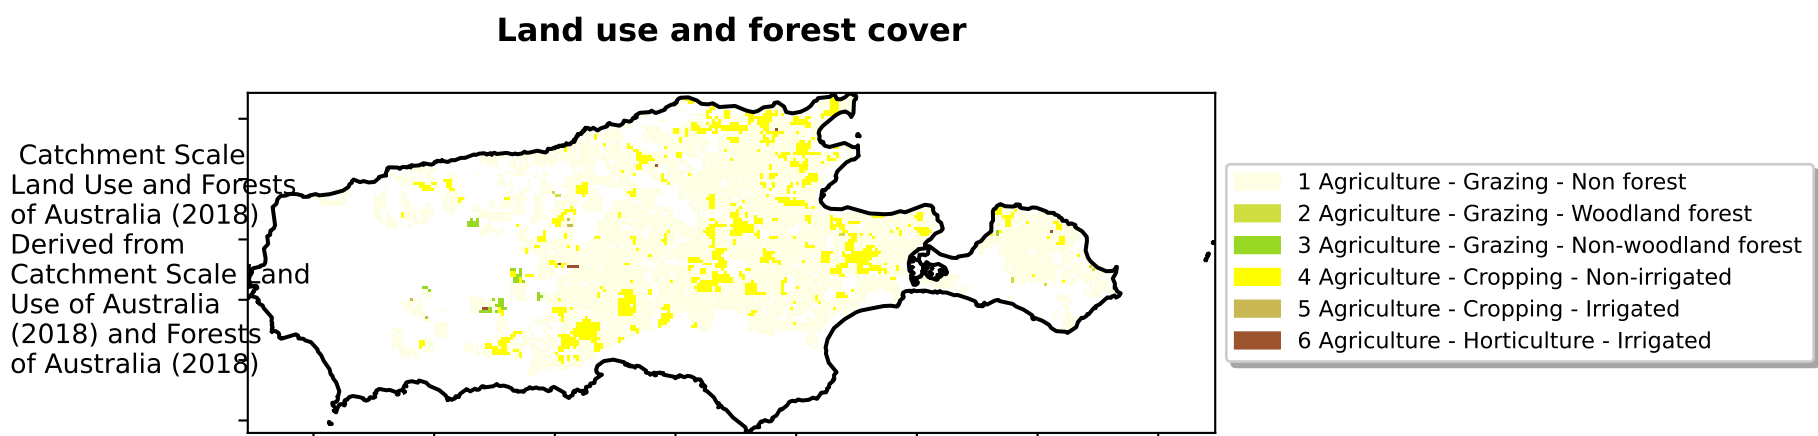 Land use and forest cover
Catchment Scale
Land Use and Forests
of Australia (2018)
Derived from
Catchment Scale Land
Use of Australia
(2018) and Forests
of Australia (2018)
1 Agriculture - Grazing - Non forest
2 Agriculture - Grazing - Woodland forest
3 Agriculture - Grazing - Non-woodland forest
4 Agriculture - Cropping - Non-irrigated
5 Agriculture - Cropping - Irrigated
6 Agriculture - Horticulture - Irrigated